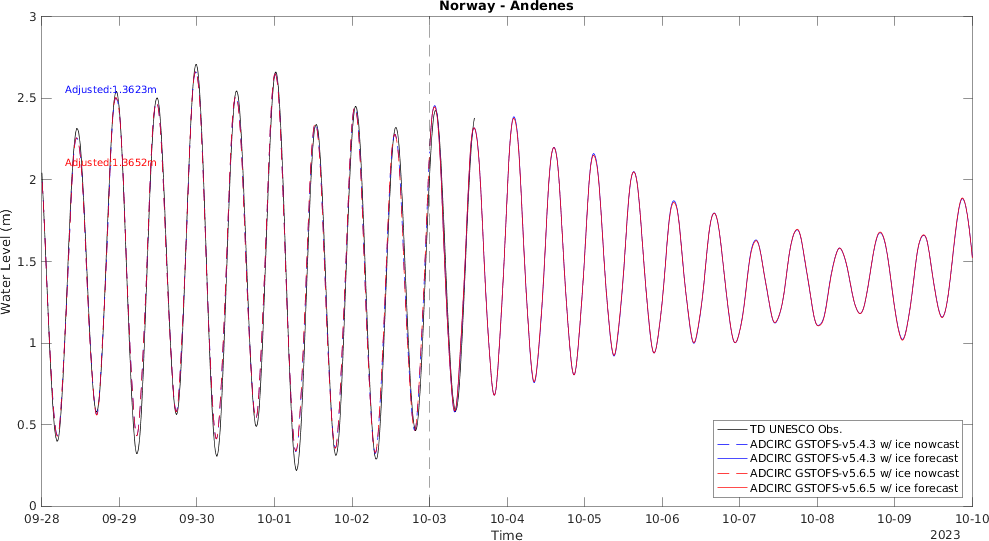 Norway - Andenes
3
2.5
2
1.5
1
0.5
0
Water Level (m)
Adjusted:1.3623m
Adjusted:1.3652m
TD UNESCO Obs.
ADCIRC GSTOFS-v5.4.3 w/ ice nowcast
ADCIRC GSTOFS-v5.4.3 w/ ice forecast
ADCIRC GSTOFS-v5.6.5 w/ ice nowcast
ADCIRC GSTOFS-v5.6.5 w/ ice forecast
09-28 09-29 09-30 10-01 10-02 10-03 10-04 10-05 10-06 10-07 10-08 10-09 10-10
Time
2023